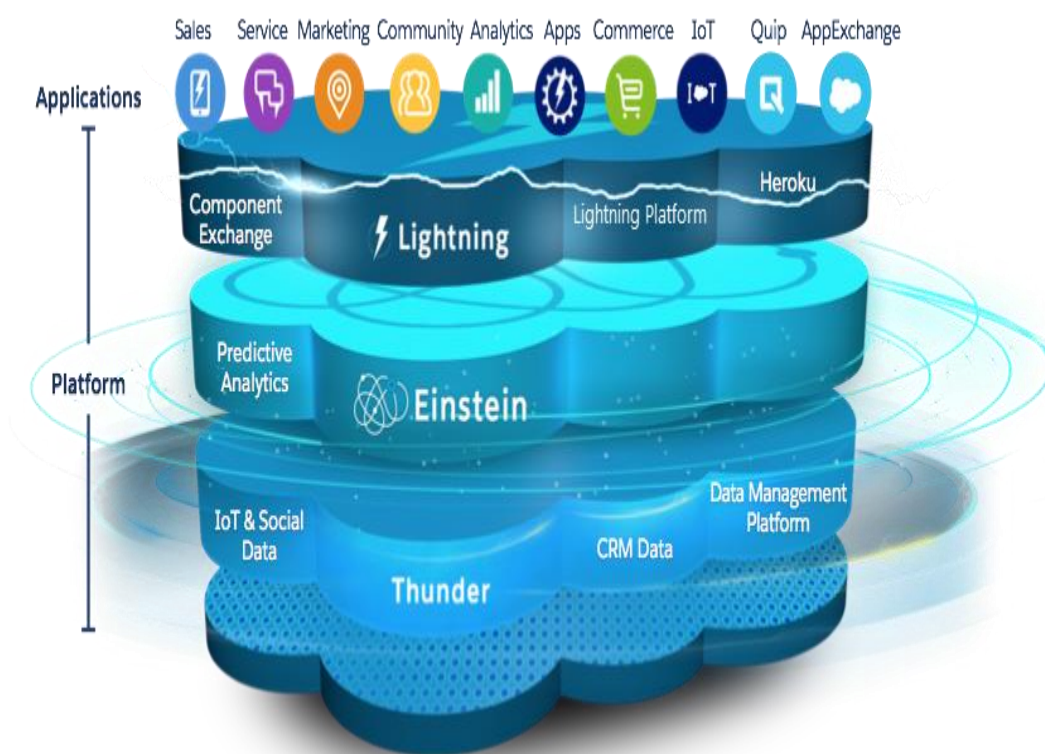 Sales Service Marketing Community Analytics Apps Commerce IoT Quip AppExchange
Applications
IoT
Component
Exchange
Lightning
Lightning Platform
Heroku
Platform
Predictive
Analytics
Einstein
IoT & Social
Data
Thunder
CRM Data
Data Management
Platform